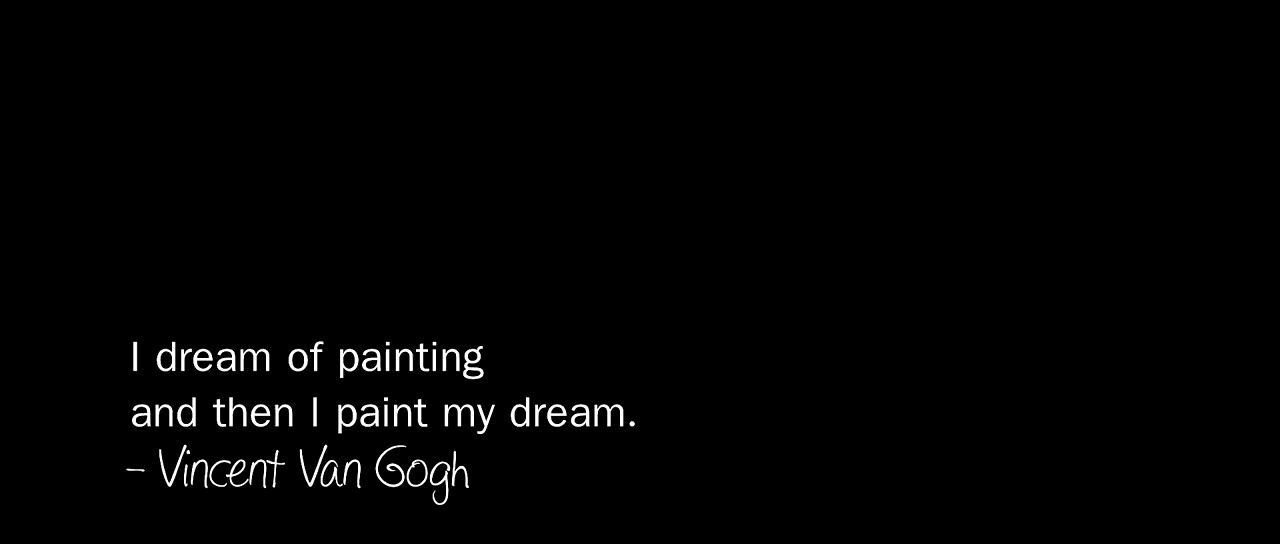 I dream of painting
and then I paint my dream.
– Vincent Van Gogh